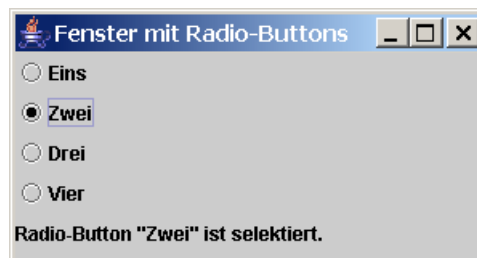 Fenster mit Radio-Buttons
Eins
Zwei
Drei
Vier
Radio-Button "Zwei" ist selektiert.